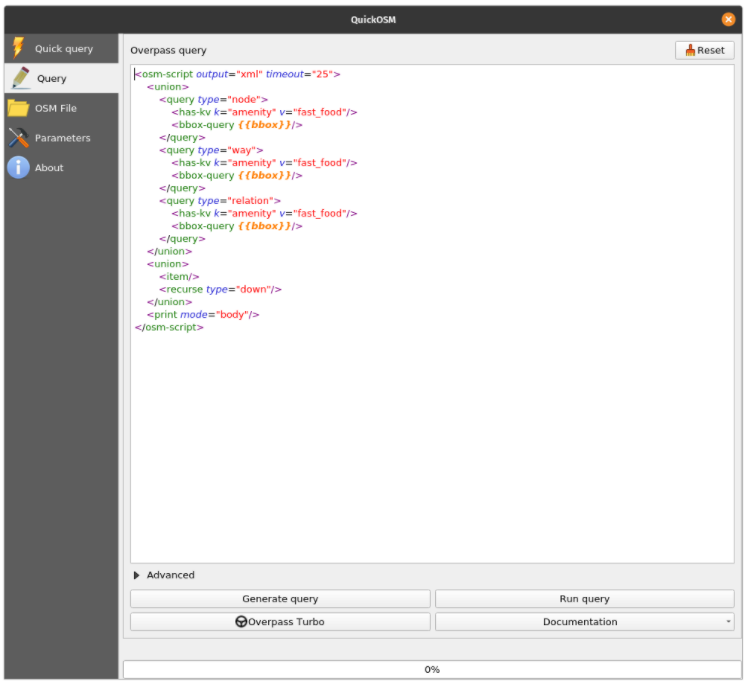 QuickOSM
Quick query
Query
OSM File
Parameters
About
Overpass query
Reset
<osm-script output="xml" timeout="25">
    <union>
        <query type="node">
            <has-kv k="amenity" v="fast_food"/>
            <bbox-query {{bbox}}/>
        </query>
        <query type="way">
            <has-kv k="amenity" v="fast_food"/>
            <bbox-query {{bbox}}/>
        </query>
        <query type="relation">
            <has-kv k="amenity" v="fast_food"/>
            <bbox-query {{bbox}}/>
        </query>
    </union>
    <union>
        <item/>
        <recurse type="down"/>
    </union>
    <print mode="body"/>
</osm-script>
Advanced
Generate query
Run query
Overpass Turbo
Documentation
0%